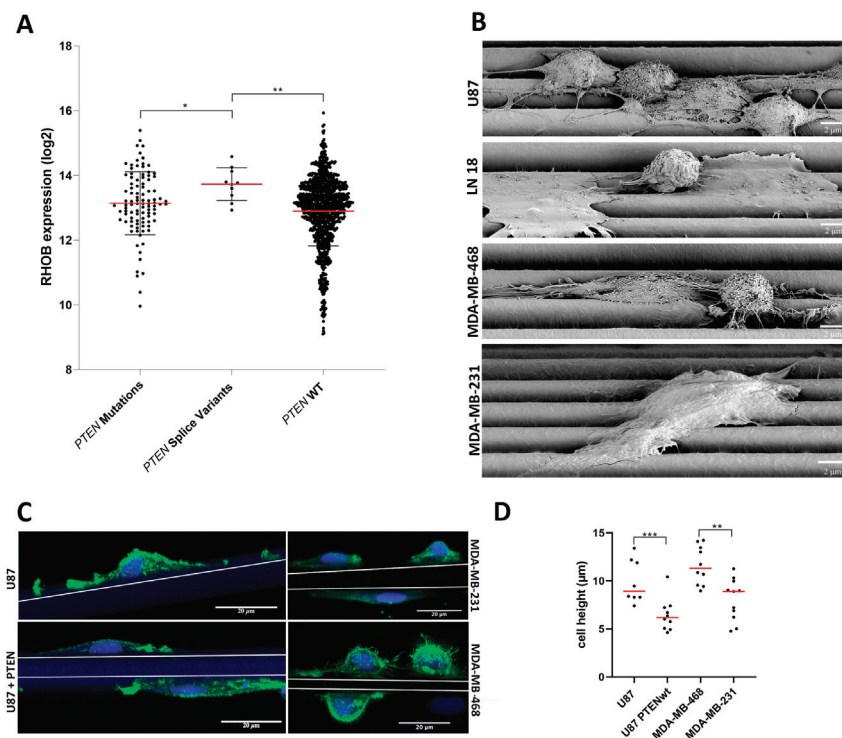 A
18
16
14
12
10
8
RHOB expression (log2)
*
**
PTEN Mutations
PTEN Splice Variants
PTEN WT
B
U87
2 µm
LN 18
2 µm
MDA-MB-468
2 µm
MDA-MB-231
2 µm
C
U87
20 µm
MDA-MB-231
20 µm
U87 + PTEN
20 µm
MDA-MB-468
20 µm
D
15
10
5
0
cell height (µm)
***
**
U87
U87 PTENwt
MDA-MB-468
MDA-MB-231